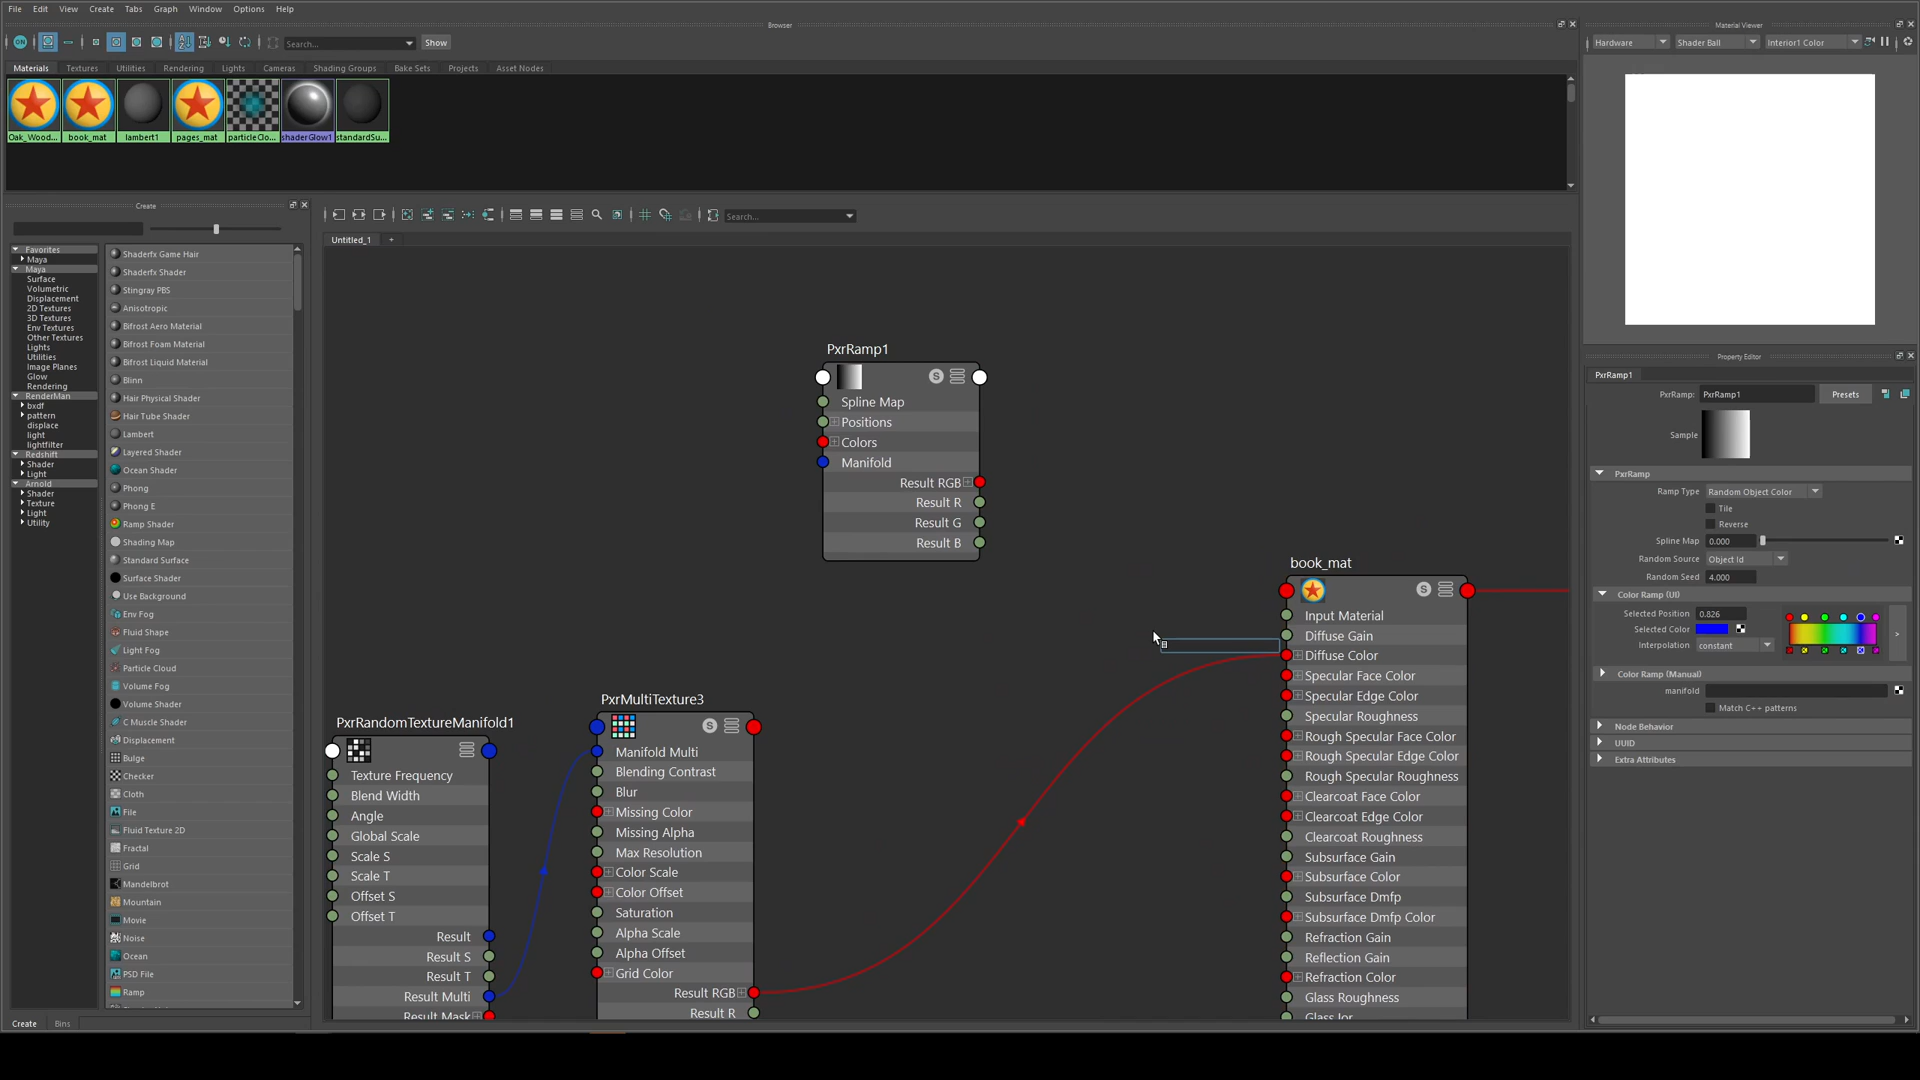 File Edit View Create Tabs Graph Window Options Help
Browser
ON Search... Show
Materials Textures Utilities Rendering Lights Cameras Shading Groups Bake Sets Projects Asset Nodes
Oak_Wood... book_mat lambert1 pages_mat particleClo... shaderGlow1 standardSu...
Create
Favorites
Maya
Maya
Surface
Volumetric
Displacement
2D Textures
3D Textures
Env Textures
Other Textures
Lights
Utilities
Image Planes
Glow
Rendering
RenderMan
bxdf
pattern
displace
light
lightfilter
Redshift
Shader
Light
Arnold
Shader
Texture
Light
Utility
Shaderfx Game Hair
Shaderfx Shader
Stingray PBS
Anisotropic
Bifrost Aero Material
Bifrost Foam Material
Bifrost Liquid Material
Blinn
Hair Physical Shader
Hair Tube Shader
Lambert
Layered Shader
Ocean Shader
Phong
Phong E
Ramp Shader
Shading Map
Standard Surface
Surface Shader
Use Background
Env Fog
Fluid Shape
Light Fog
Particle Cloud
Volume Fog
Volume Shader
C Muscle Shader
Displacement
Bulge
Checker
Cloth
File
Fluid Texture 2D
Fractal
Grid
Mandelbrot
Mountain
Movie
Noise
Ocean
PSD File
Ramp
Create Bins
Search...
Untitled_1 +
PxrRamp1
S
Spline Map
Positions
Colors
Manifold
Result RGB
Result R
Result G
Result B
PxrRandomTextureManifold1
Texture Frequency
Blend Width
Angle
Global Scale
Scale S
Scale T
Offset S
Offset T
Result
Result S
Result T
Result Multi
Result Mask
PxrMultiTexture3
S
Manifold Multi
Blending Contrast
Blur
Missing Color
Missing Alpha
Max Resolution
Color Scale
Color Offset
Saturation
Alpha Scale
Alpha Offset
Grid Color
Result RGB
Result R
book_mat
S
Input Material
Diffuse Gain
Diffuse Color
Specular Face Color
Specular Edge Color
Specular Roughness
Rough Specular Face Color
Rough Specular Edge Color
Rough Specular Roughness
Clearcoat Face Color
Clearcoat Edge Color
Clearcoat Roughness
Subsurface Gain
Subsurface Color
Subsurface Dmfp
Subsurface Dmfp Color
Refraction Gain
Reflection Gain
Refraction Color
Glass Roughness
Glass Ior
Material Viewer
Hardware Shader Ball Interior1 Color
Property Editor
PxrRamp1
PxrRamp: PxrRamp1 Presets
Sample
PxrRamp
Ramp Type Random Object Color
Tile
Reverse
Spline Map 0.000
Random Source Object Id
Random Seed 4.000
Color Ramp (UI)
Selected Position 0.826
Selected Color
Interpolation constant
>
Color Ramp (Manual)
manifold
Match C++ patterns
Node Behavior
UUID
Extra Attributes